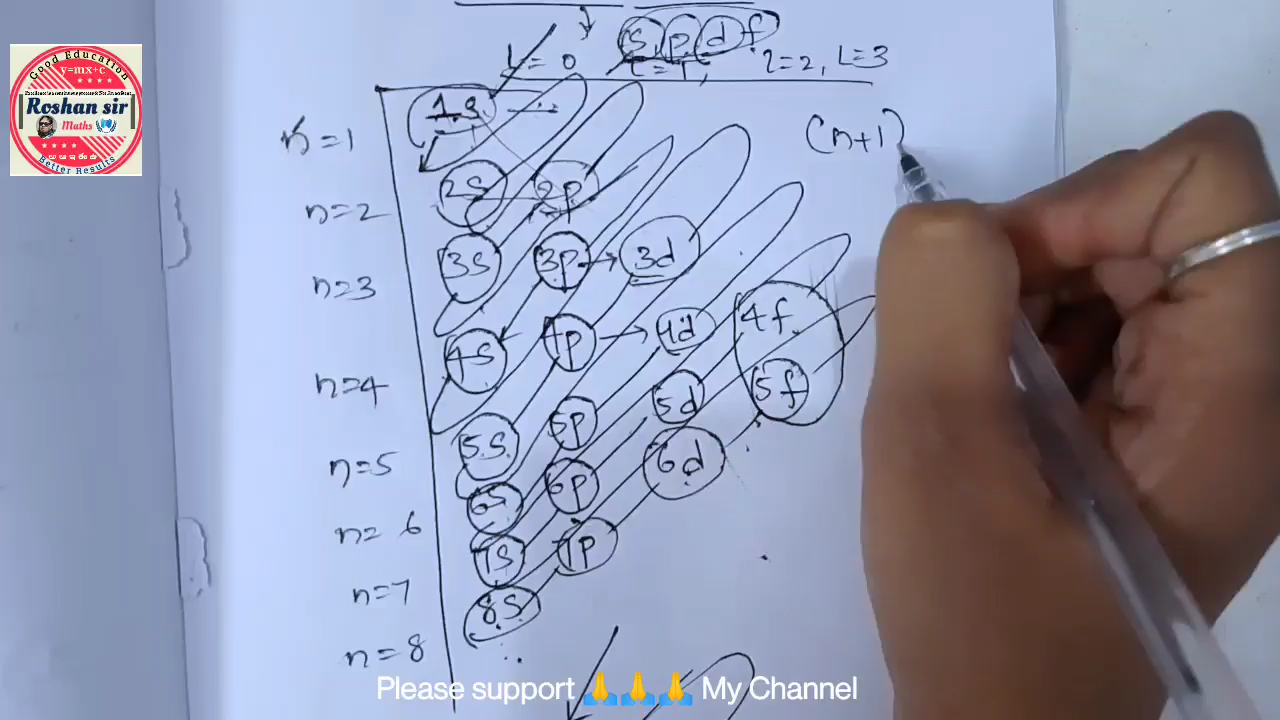 Good Education
y=mx+c
Roshan sir
Maths
Better Results
s, p, d f
L = 0 L = 1, l=2, L=3
n=1 1s (n+1)
n=2 2s 2p
n=3 3s 3p 3d
n=4 4s 4p 4d 4f
n=5 5s 5p 5d 5f
n=6 6s 6p 6d
n=7 7s 7p
n=8 8s
Please support 🙏🙏🙏 My Channel